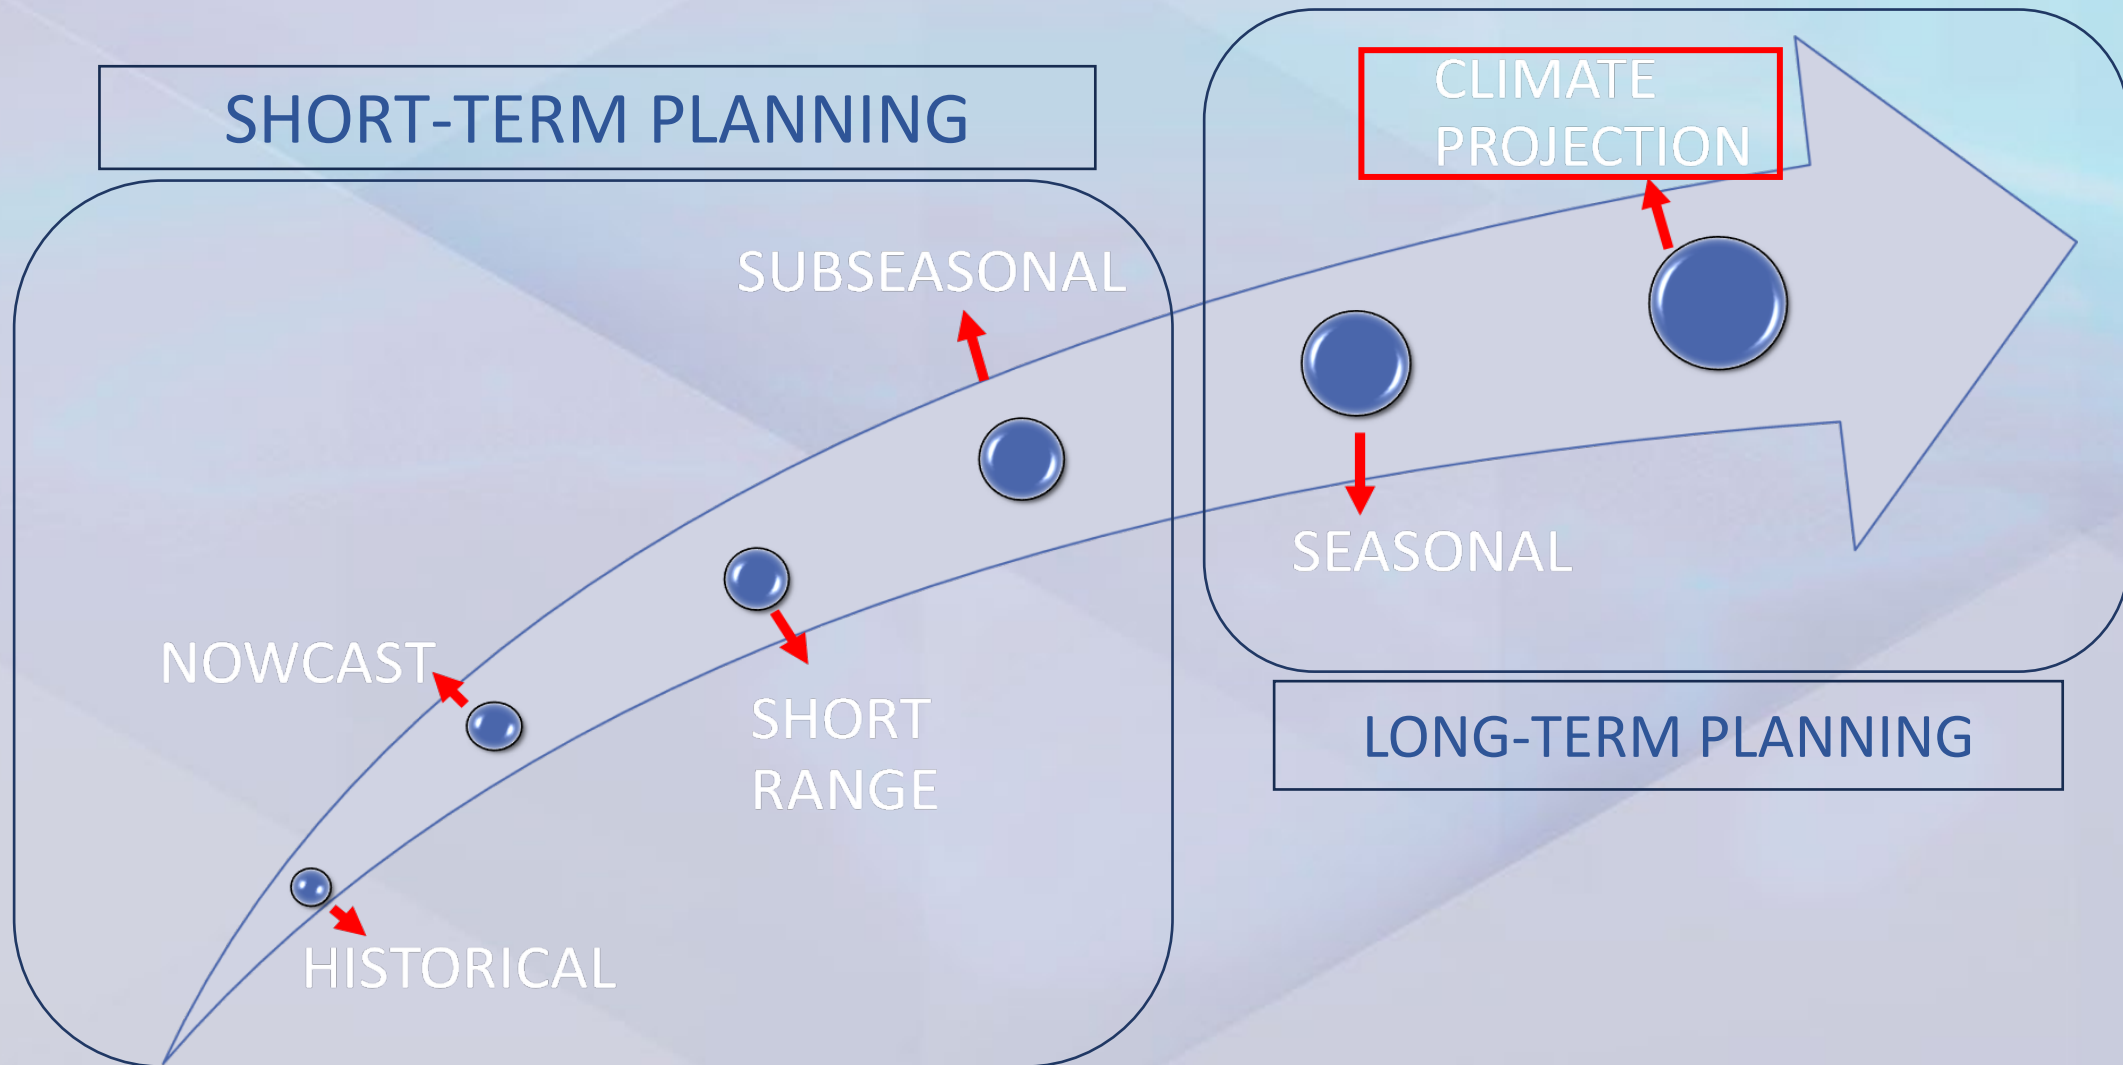 SHORT-TERM PLANNING
SUBSEASONAL
NOWCAST
SHORT
RANGE
HISTORICAL
CLIMATE
PROJECTION
SEASONAL
LONG-TERM PLANNING